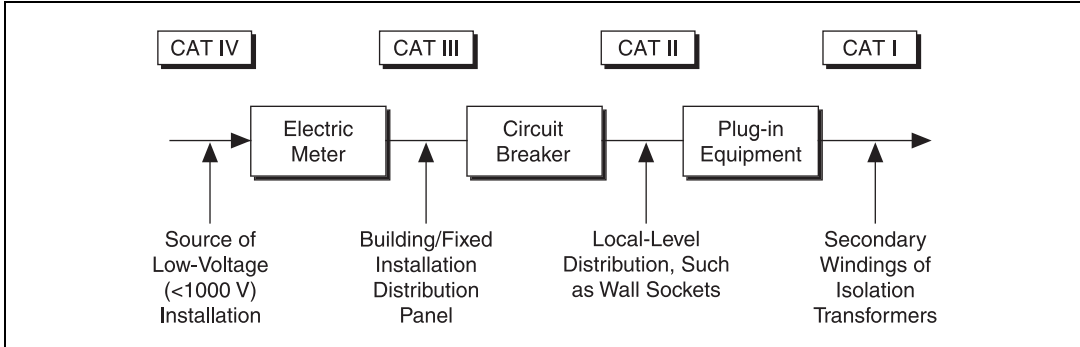 CAT IV
CAT III
CAT II
CAT I
Electric
Meter
Circuit
Breaker
Plug-in
Equipment
Source of
Low-Voltage
(<1000 V)
Installation
Building/Fixed
Installation
Distribution
Panel
Local-Level
Distribution, Such
as Wall Sockets
Secondary
Windings of
Isolation
Transformers